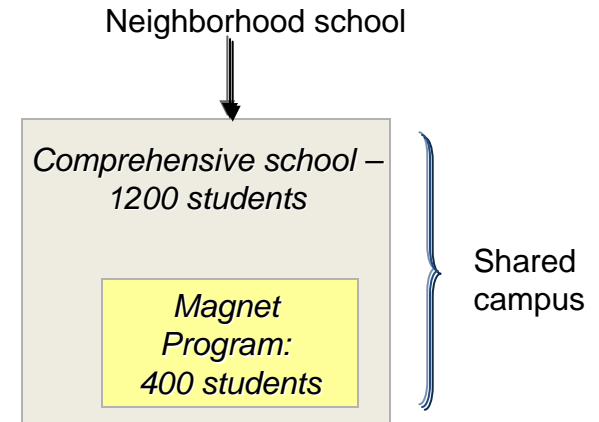 Neighborhood school
Comprehensive school –
1200 students
Magnet
Program:
400 students
Shared
campus